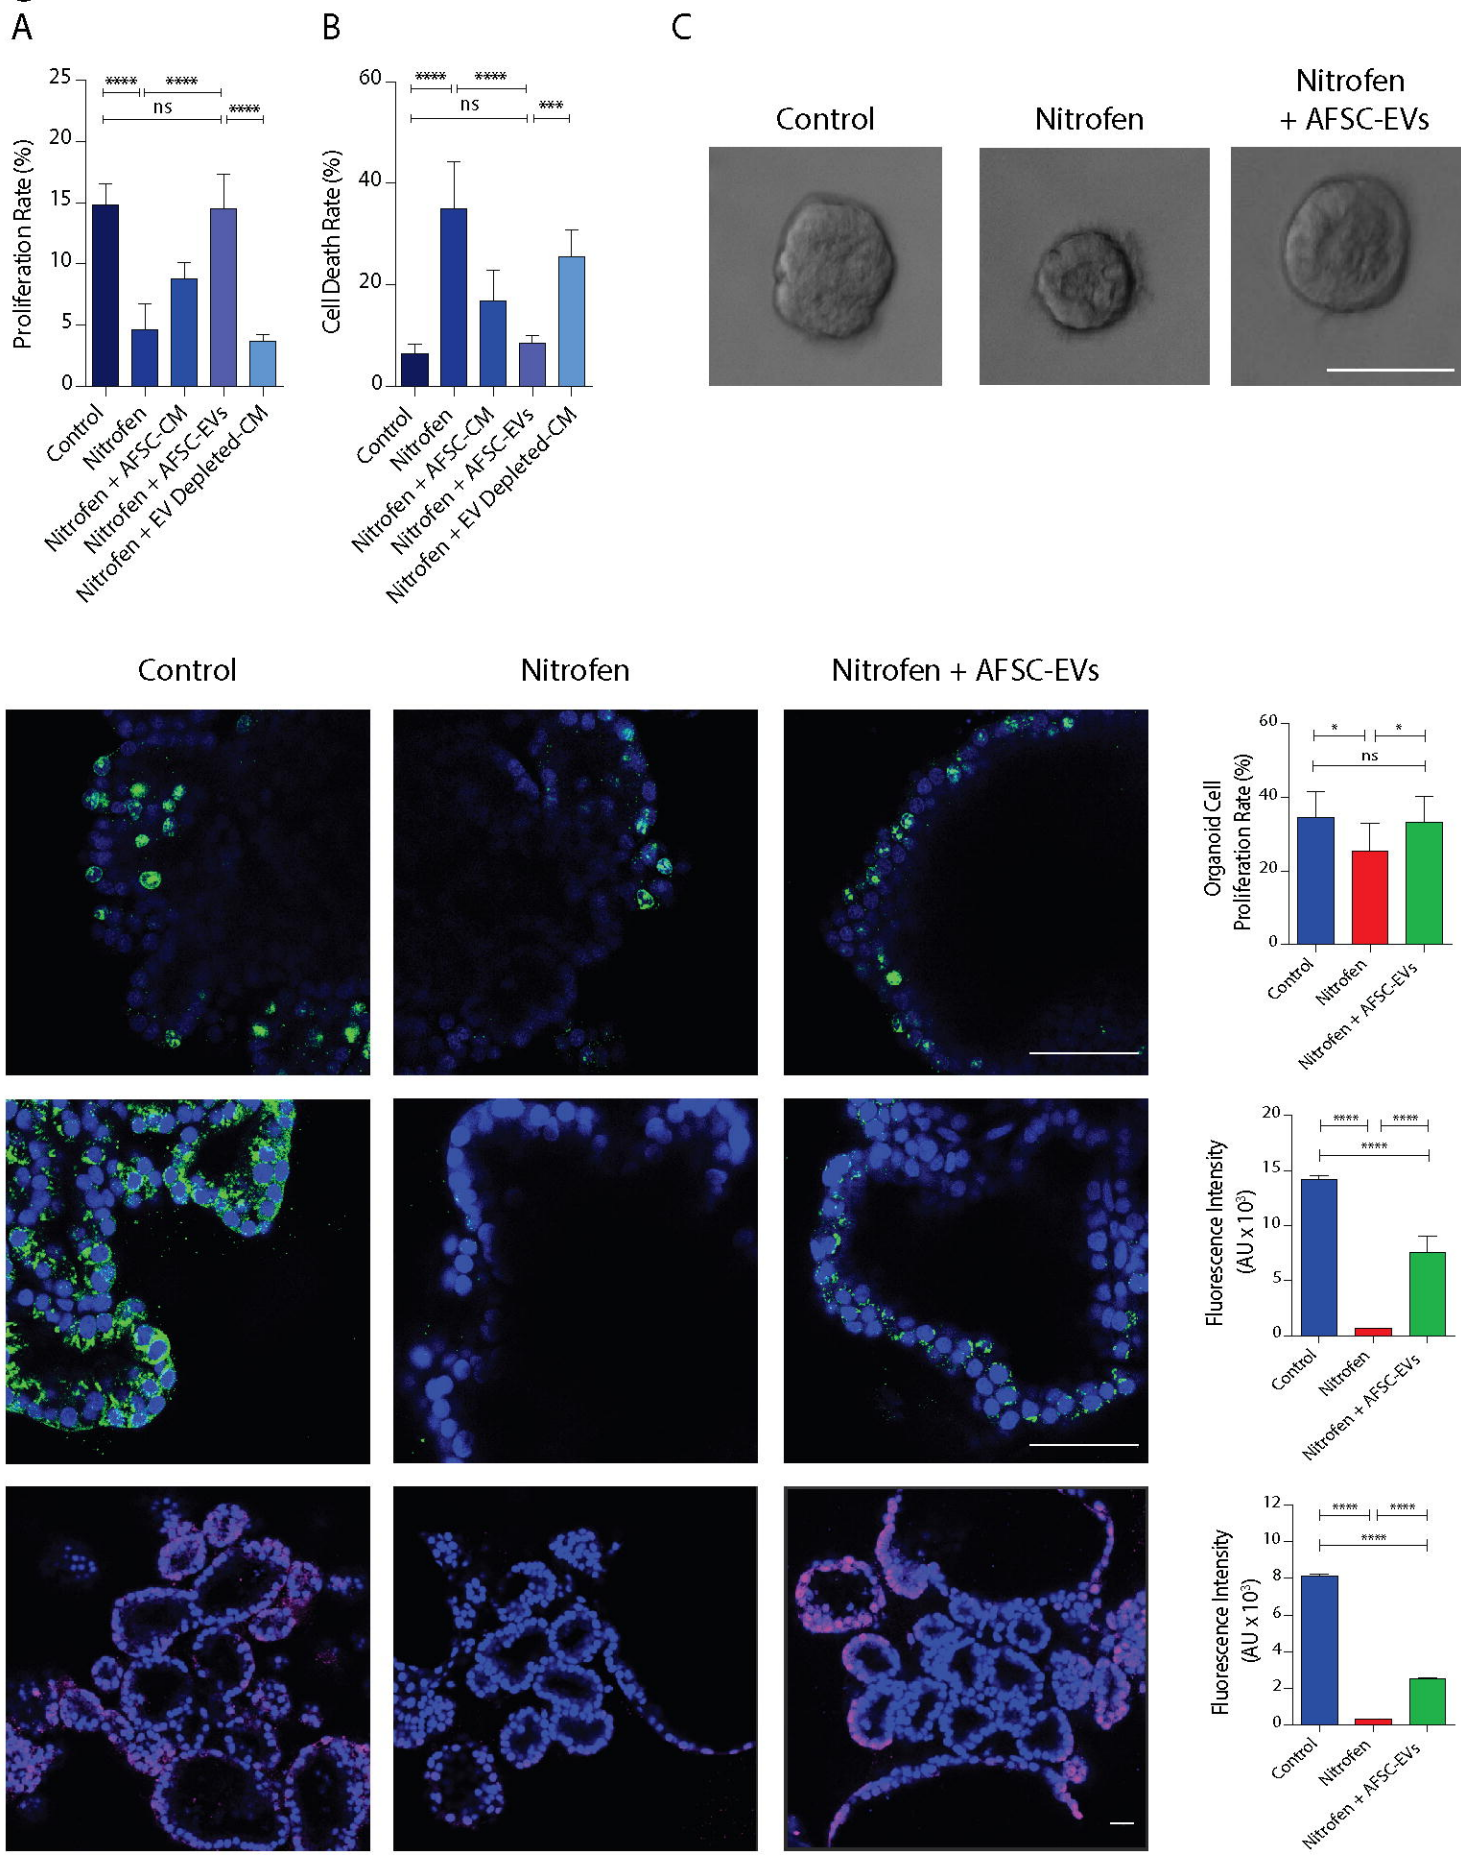 A
B
C
Proliferation Rate (%)
25
20
15
10
5
0
****
****
ns
****
Control
Nitrofen
Nitrofen + AFSC-CM
Nitrofen + AFSC-EVs
Nitrofen + EV Depleted-CM
Cell Death Rate (%)
60
40
20
0
****
****
ns
***
Control
Nitrofen
Nitrofen + AFSC-CM
Nitrofen + AFSC-EVs
Nitrofen + EV Depleted-CM
Control
Nitrofen
Nitrofen
+ AFSC-EVs
Control
Nitrofen
Nitrofen + AFSC-EVs
Organoid Cell
Proliferation Rate (%)
60
40
20
0
*
*
ns
Control
Nitrofen
Nitrofen + AFSC-EVs
Fluorescence Intensity
(AU x 10³)
20
15
10
5
0
****
****
****
Control
Nitrofen
Nitrofen + AFSC-EVs
Fluorescence Intensity
(AU x 10³)
12
10
8
6
4
2
0
****
****
****
Control
Nitrofen
Nitrofen + AFSC-EVs